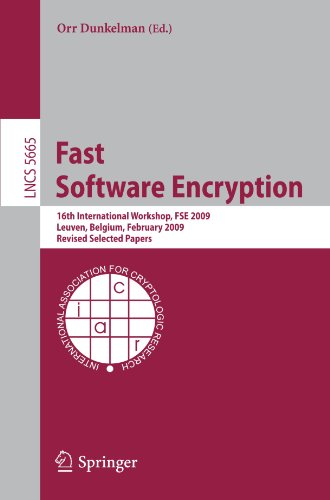 Orr Dunkelman (Ed.)
LNCS 5665
Fast
Software Encryption
16th International Workshop, FSE 2009
Leuven, Belgium, February 2009
Revised Selected Papers
INTERNATIONAL ASSOCIATION FOR CRYPTOLOGIC RESEARCH
i a c r
Springer